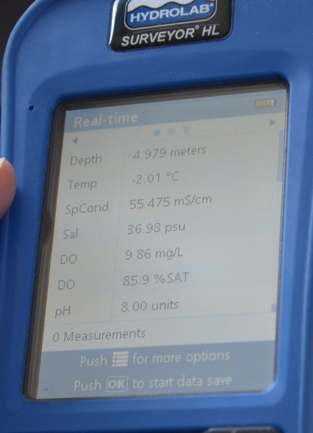 HYDROLAB
SURVEYOR HL
Real-time
Depth 4.979 meters
Temp -2.01 °C
SpCond 55.475 mS/cm
Sal 36.98 psu
DO 9.86 mg/L
DO 85.9 %SAT
pH 8.00 units
0 Measurements
Push for more options
Push OK to start data save